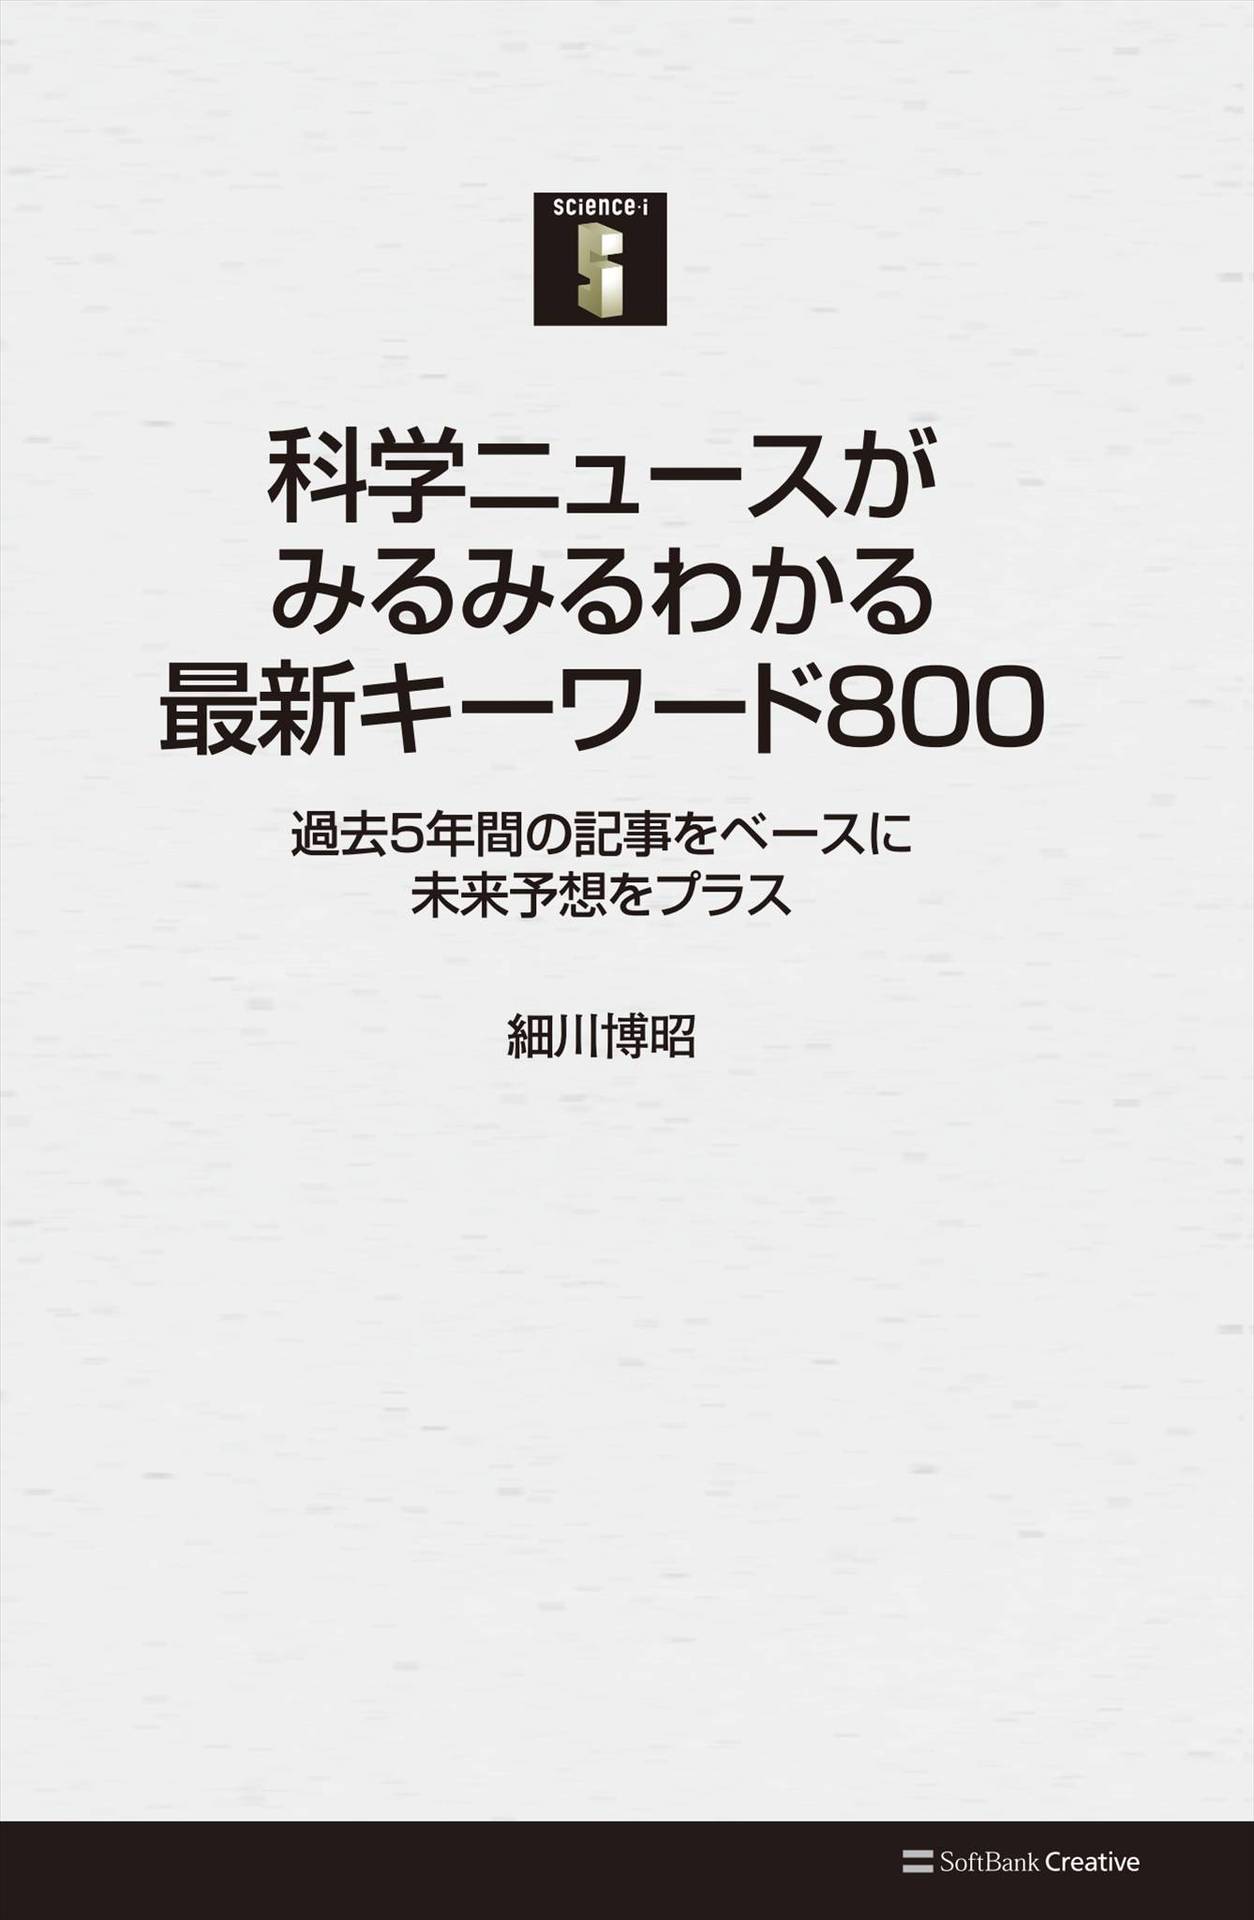 science・i
科学ニュースが
みるみるわかる
最新キーワード800
過去5年間の記事をベースに
未来予想をプラス
細川博昭
SoftBank Creative